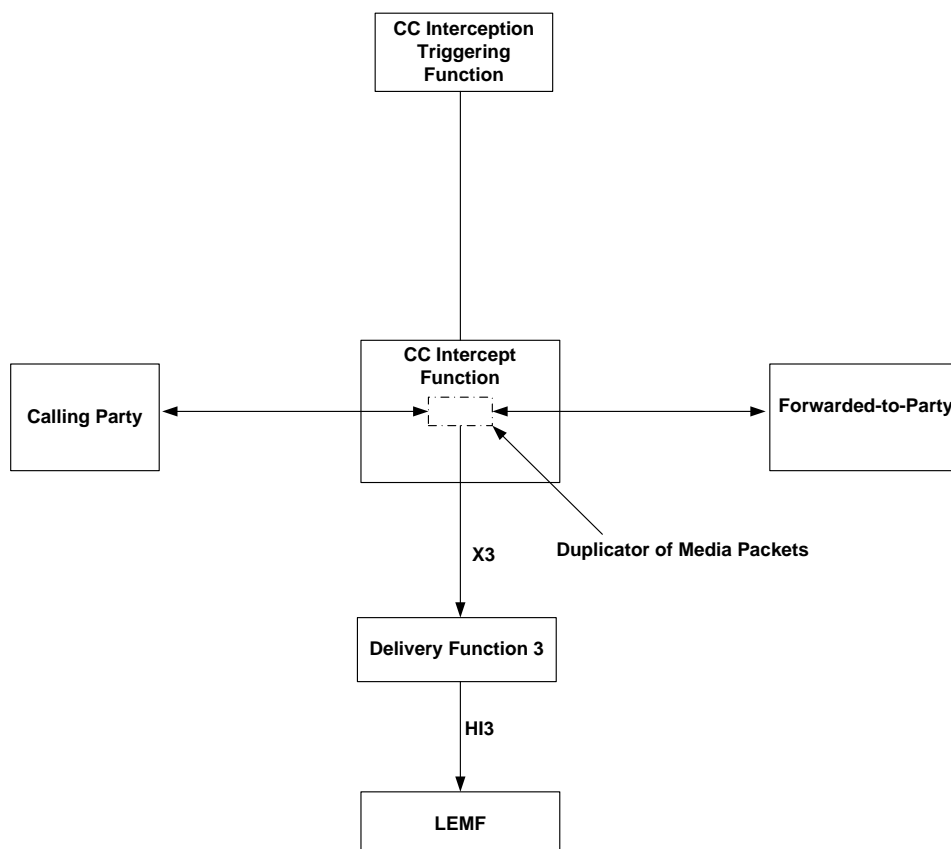 CC Interception
Triggering
Function
CC Intercept
Function
Calling Party
Forwarded-to-Party
Duplicator of Media Packets
X3
Delivery Function 3
HI3
LEMF